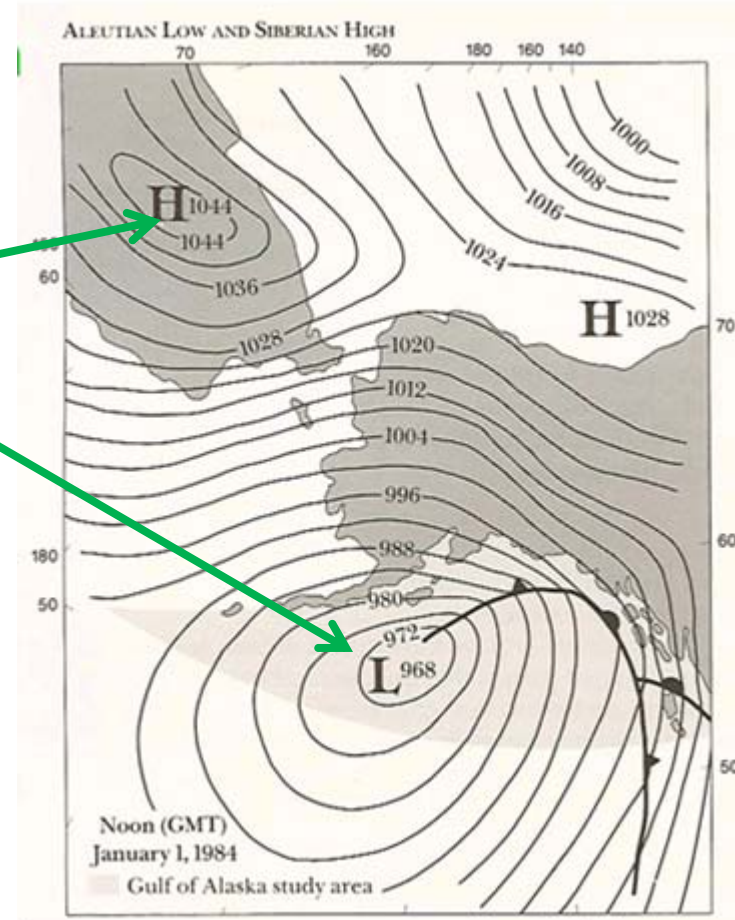 ALEUTIAN LOW AND SIBERIAN HIGH
70 160 180 160 140
1000
1008
1016
1024
H 1044
1044
1036
1028
60
H 1028
70
1020
1012
1004
996
988
980
972
L 968
180
50
60
50
Noon (GMT)
January 1, 1984
Gulf of Alaska study area